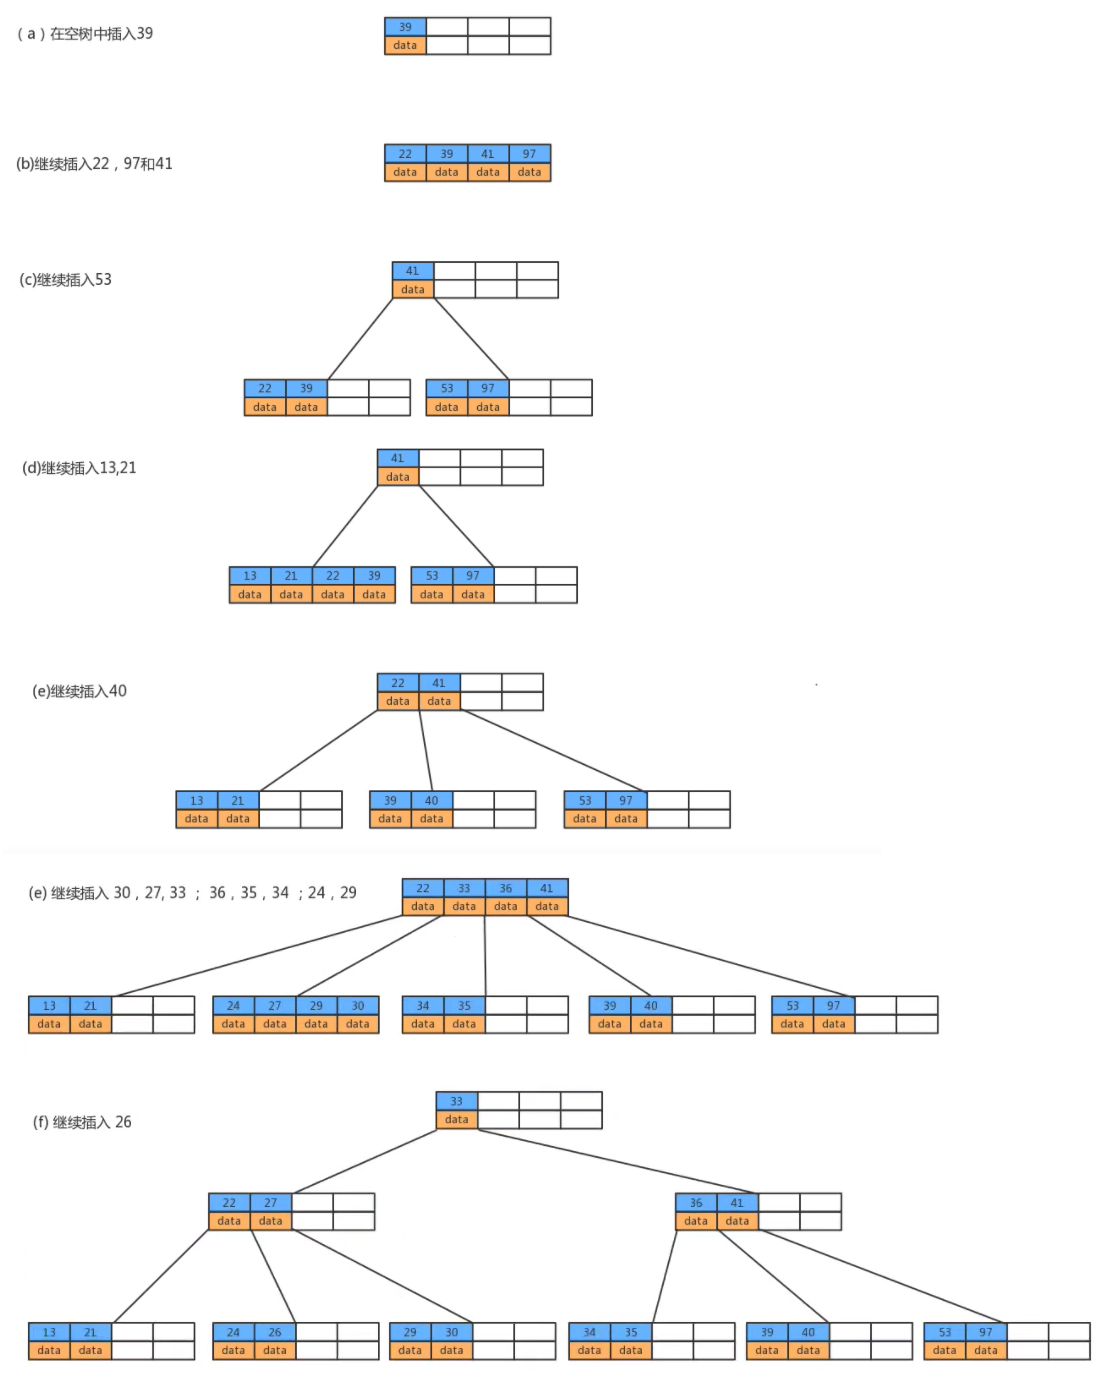 （a）在空树中插入39
39
data
(b)继续插入22，97和41
22 39 41 97
data data data data
(c)继续插入53
41
data
22 39 53 97
data data data data
(d)继续插入13,21
41
data
13 21 22 39 53 97
data data data data data data
(e)继续插入40
22 41
data data
13 21 39 40 53 97
data data data data data data
(e) 继续插入 30，27, 33 ；36，35，34 ；24，29
22 33 36 41
data data data data
13 21 24 27 29 30 34 35 39 40 53 97
data data data data data data data data data data data data
(f) 继续插入 26
33
data
22 27 36 41
data data data data
13 21 24 26 29 30 34 35 39 40 53 97
data data data data data data data data data data data data